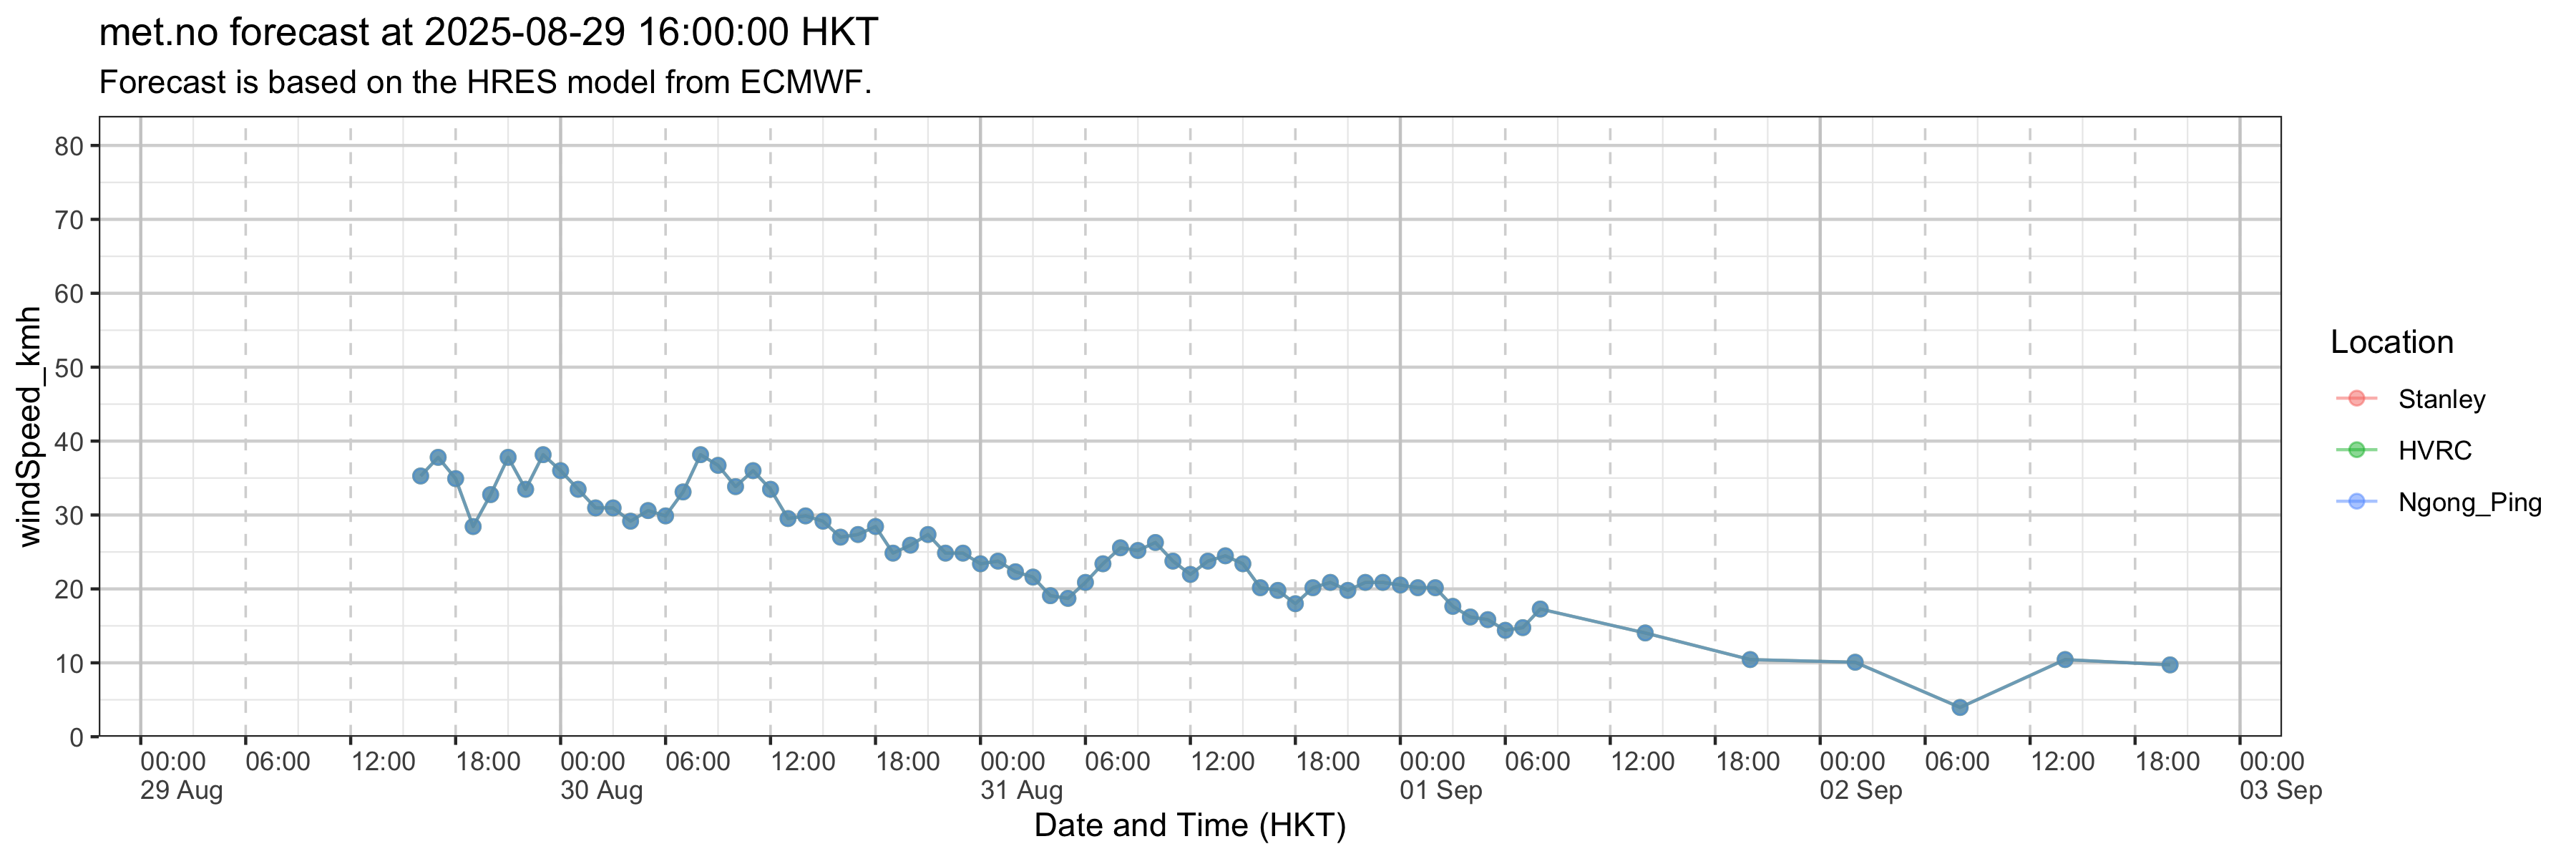 met.no forecast at 2025-08-29 16:00:00 HKT
Forecast is based on the HRES model from ECMWF.
windSpeed_kmh
80
70
60
50
40
30
20
10
0
00:00 06:00 12:00 18:00 00:00 06:00 12:00 18:00 00:00 06:00 12:00 18:00 00:00 06:00 12:00 18:00 00:00 06:00 12:00 18:00 00:00
29 Aug 30 Aug 31 Aug 01 Sep 02 Sep 03 Sep
Date and Time (HKT)
Location
Stanley
HVRC
Ngong_Ping